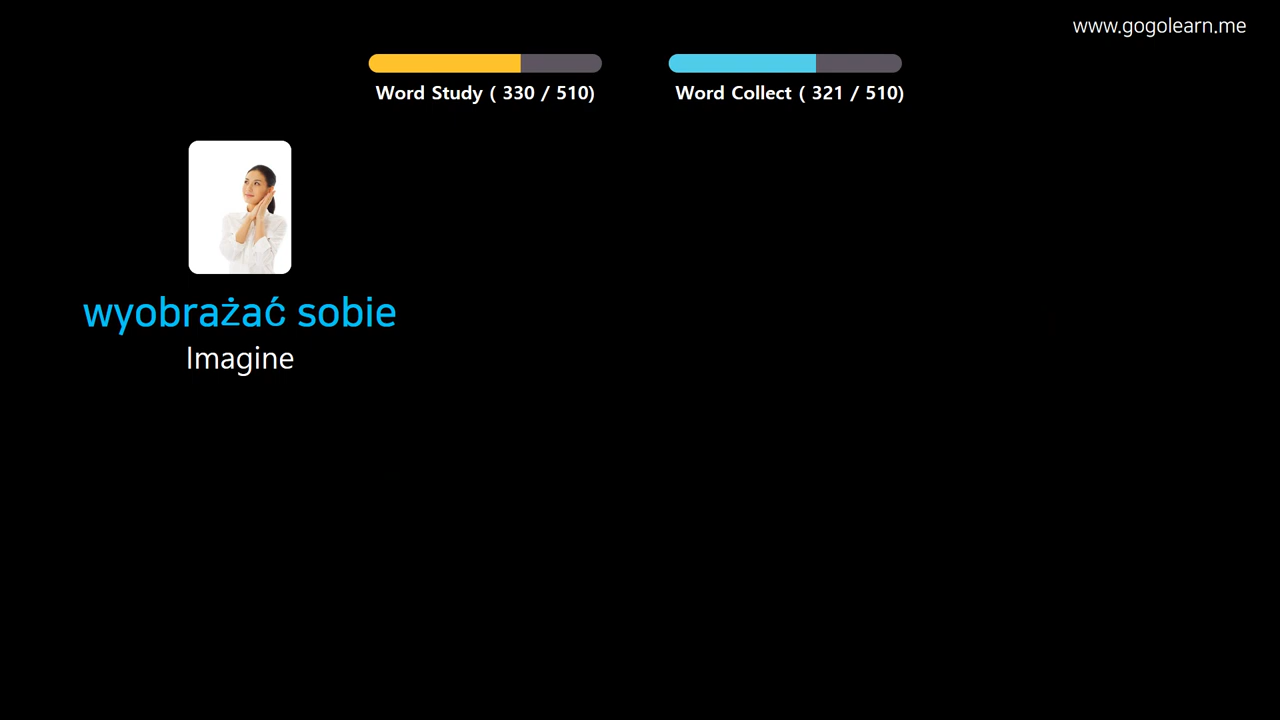 www.gogolearn.me
Word Study ( 330 / 510)
Word Collect ( 321 / 510)
wyobrażać sobie
Imagine